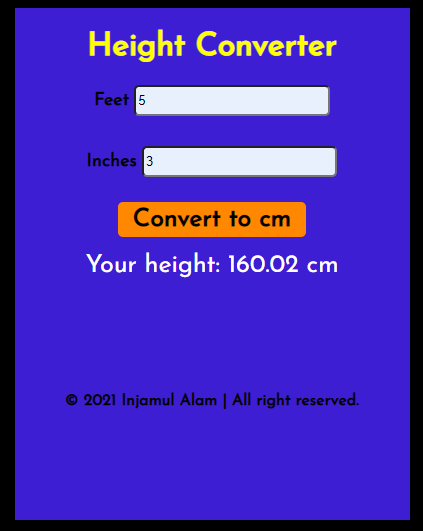 Height Converter
Feet 5
Inches 3
Convert to cm
Your height: 160.02 cm
© 2021 Injamul Alam | All right reserved.